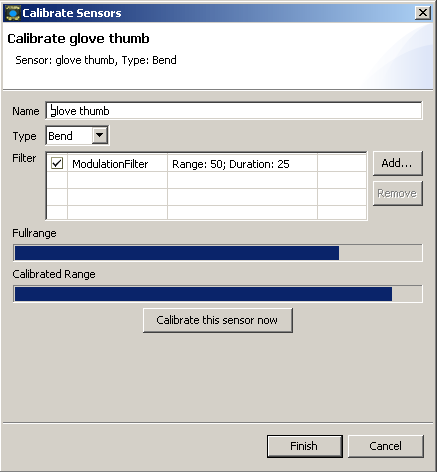 Calibrate Sensors
Calibrate glove thumb
Sensor: glove thumb, Type: Bend
Name glove thumb
Type Bend
Filter ModulationFilter Range: 50; Duration: 25 Add...
Remove
Fullrange
Calibrated Range
Calibrate this sensor now
Finish Cancel